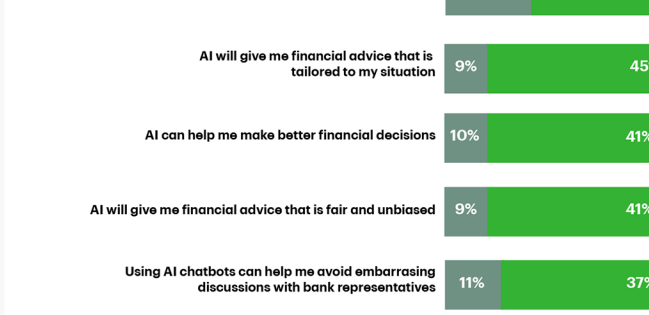 AI will give me financial advice that is
tailored to my situation
9%
45
AI can help me make better financial decisions
10%
41%
AI will give me financial advice that is fair and unbiased
9%
41%
Using AI chatbots can help me avoid embarrasing
discussions with bank representatives
11%
37%